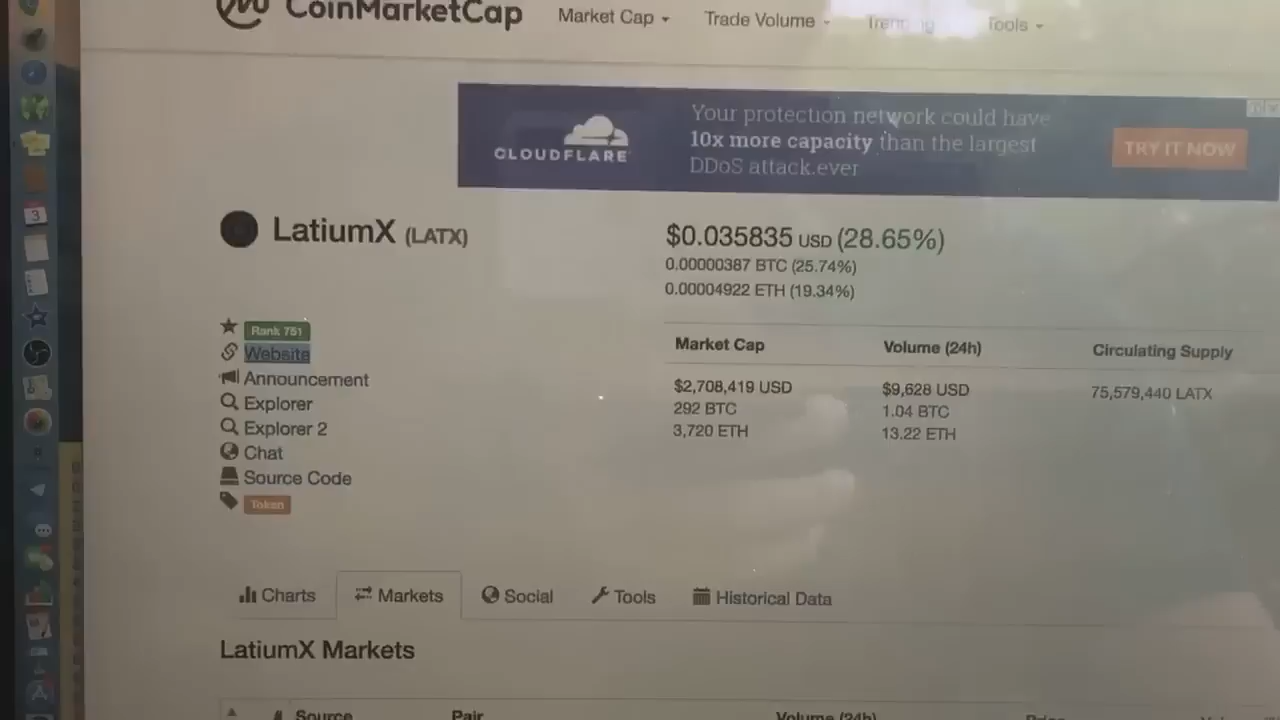 CoinMarketCap
Market Cap
Trade Volume
Tools
CLOUDFLARE
Your protection network could have
10x more capacity than the largest
DDoS attack.ever
TRY IT NOW
3
LatiumX (LATX)
$0.035835 USD (28.65%)
0.00000387 BTC (25.74%)
0.00004922 ETH (19.34%)
Rank 751
Website
Announcement
Explorer
Explorer 2
Chat
Source Code
Token
Market Cap
$2,708,419 USD
292 BTC
3,720 ETH
Volume (24h)
$9,628 USD
1.04 BTC
13.22 ETH
Circulating Supply
75,579,440 LATX
Charts
Markets
Social
Tools
Historical Data
LatiumX Markets
# Source
Pair
Volume (24h)